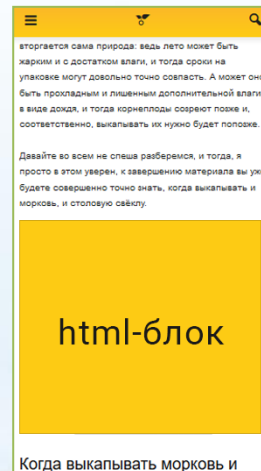 вторгается сама природа: ведь лето может быть
жарким и с достатком влаги, и тогда сроки на
упаковке могут довольно точно совпасть. А может оно
быть прохладным и лишенным дополнительной влаги
в виде дождя, и тогда корнеплоды созреют позже и,
соответственно, выкапывать их нужно будет попозже.
Давайте во всем не спеша разберемся, и тогда, я
просто в этом уверен, к завершению материала вы уже
будете совершенно точно знать, когда выкапывать и
морковь, и столовую свёклу.
html-блок
Когда выкапывать морковь и